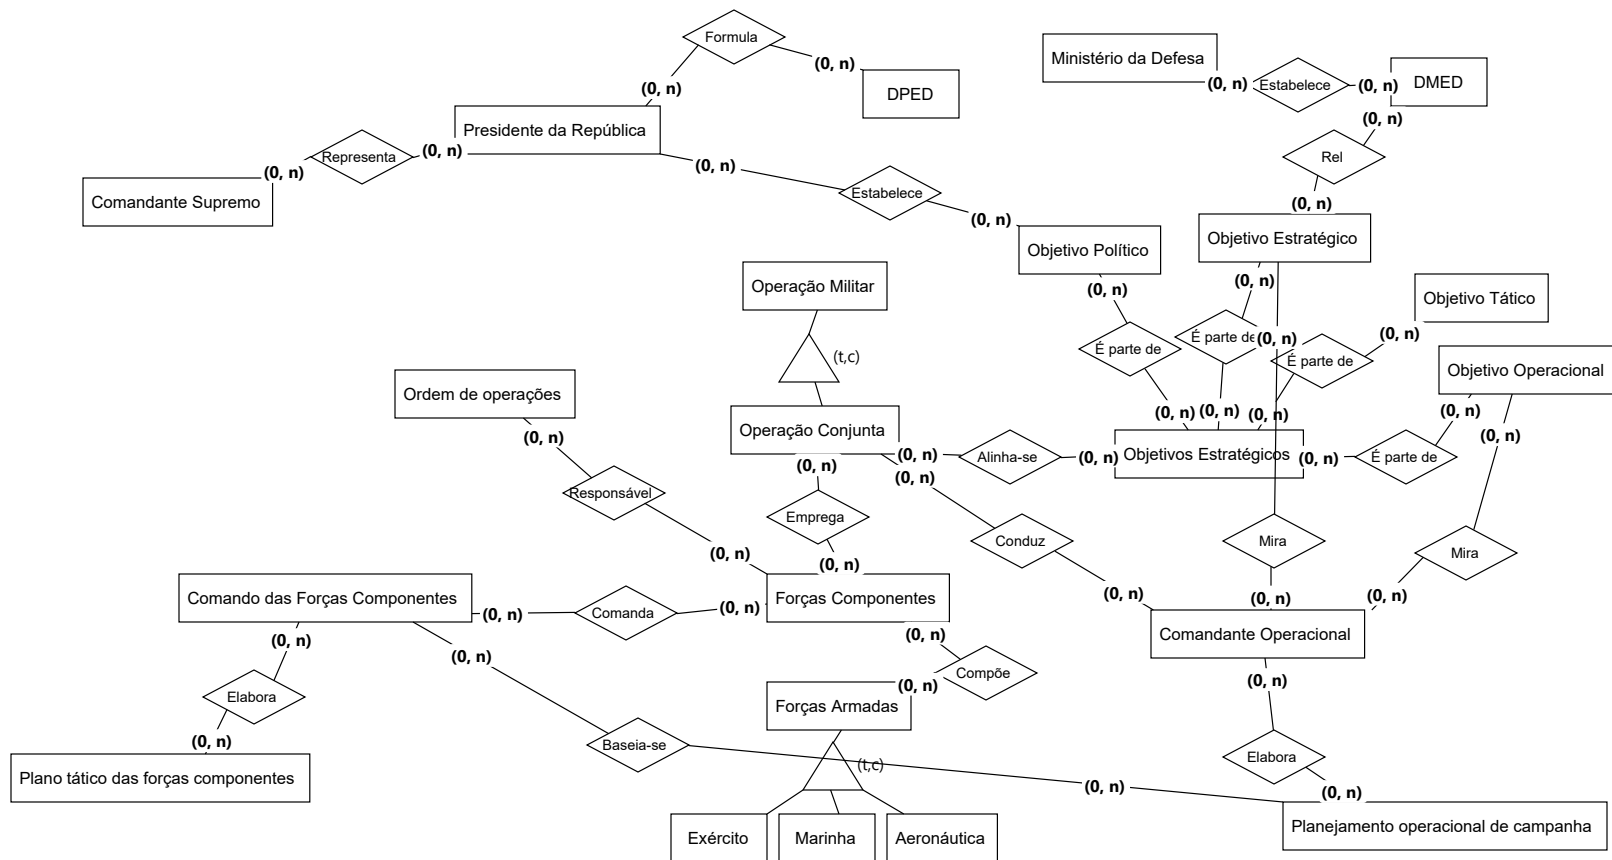 Formula
(0, n)
(0, n)
DPED
Presidente da República
(0, n)
Representa
(0, n)
Comandante Supremo
(0, n)
Estabelece
(0, n)
Objetivo Político
Ministério da Defesa
(0, n)
Estabelece
(0, n)
DMED
(0, n)
Rel
(0, n)
Objetivo Estratégico
(0, n)
(0, n)
É parte de
É parte de
(0, n)
É parte de
(0, n)
Objetivo Tático
(0, n)
(0, n)
(0, n)
Objetivo Operacional
(0, n)
(0, n)
É parte de
(0, n)
Objetivos Estratégicos
(0, n)
Alinha-se
(0, n)
Operação Militar
(t,c)
Operação Conjunta
(0, n)
(0, n)
Ordem de operações
(0, n)
Responsável
(0, n)
Emprega
(0, n)
Conduz
(0, n)
Mira
(0, n)
Mira
(0, n)
Comando das Forças Componentes
(0, n)
Comanda
(0, n)
Forças Componentes
Comandante Operacional
(0, n)
(0, n)
(0, n)
Compõe
(0, n)
Forças Armadas
Elabora
(0, n)
Plano tático das forças componentes
Baseia-se
(t,c)
(0, n)
(0, n)
Elabora
(0, n)
Planejamento operacional de campanha
Exército
Marinha
Aeronáutica